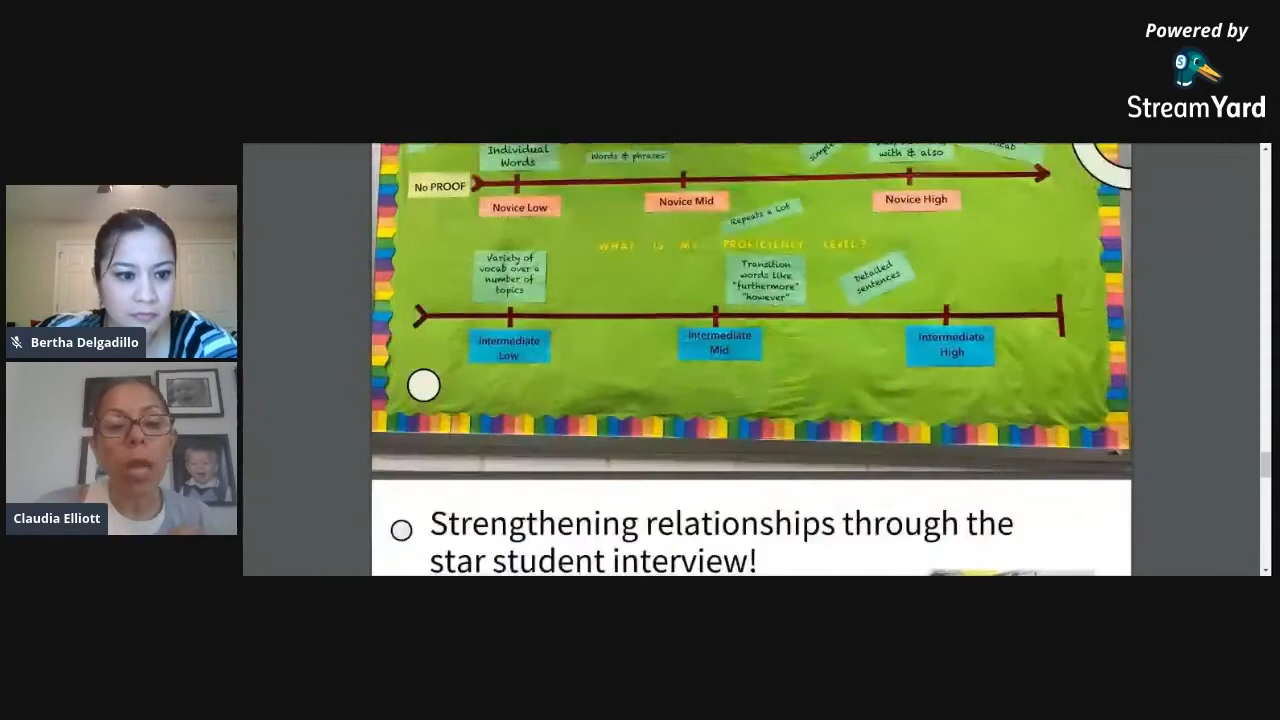 Powered by
StreamYard
Individual
Words
Words & phrases
simple
with & also
vocab
No PROOF
Novice Low
Novice Mid
Novice High
Repeats a Lot
WHAT IS MY PROFICIENCY LEVEL?
Variety of
vocab over a
number of
topics
Transition
words like
"furthermore"
"however"
Detailed
sentences
Intermediate
Low
Intermediate
Mid
Intermediate
High
Bertha Delgadillo
Claudia Elliott
Strengthening relationships through the
star student interview!